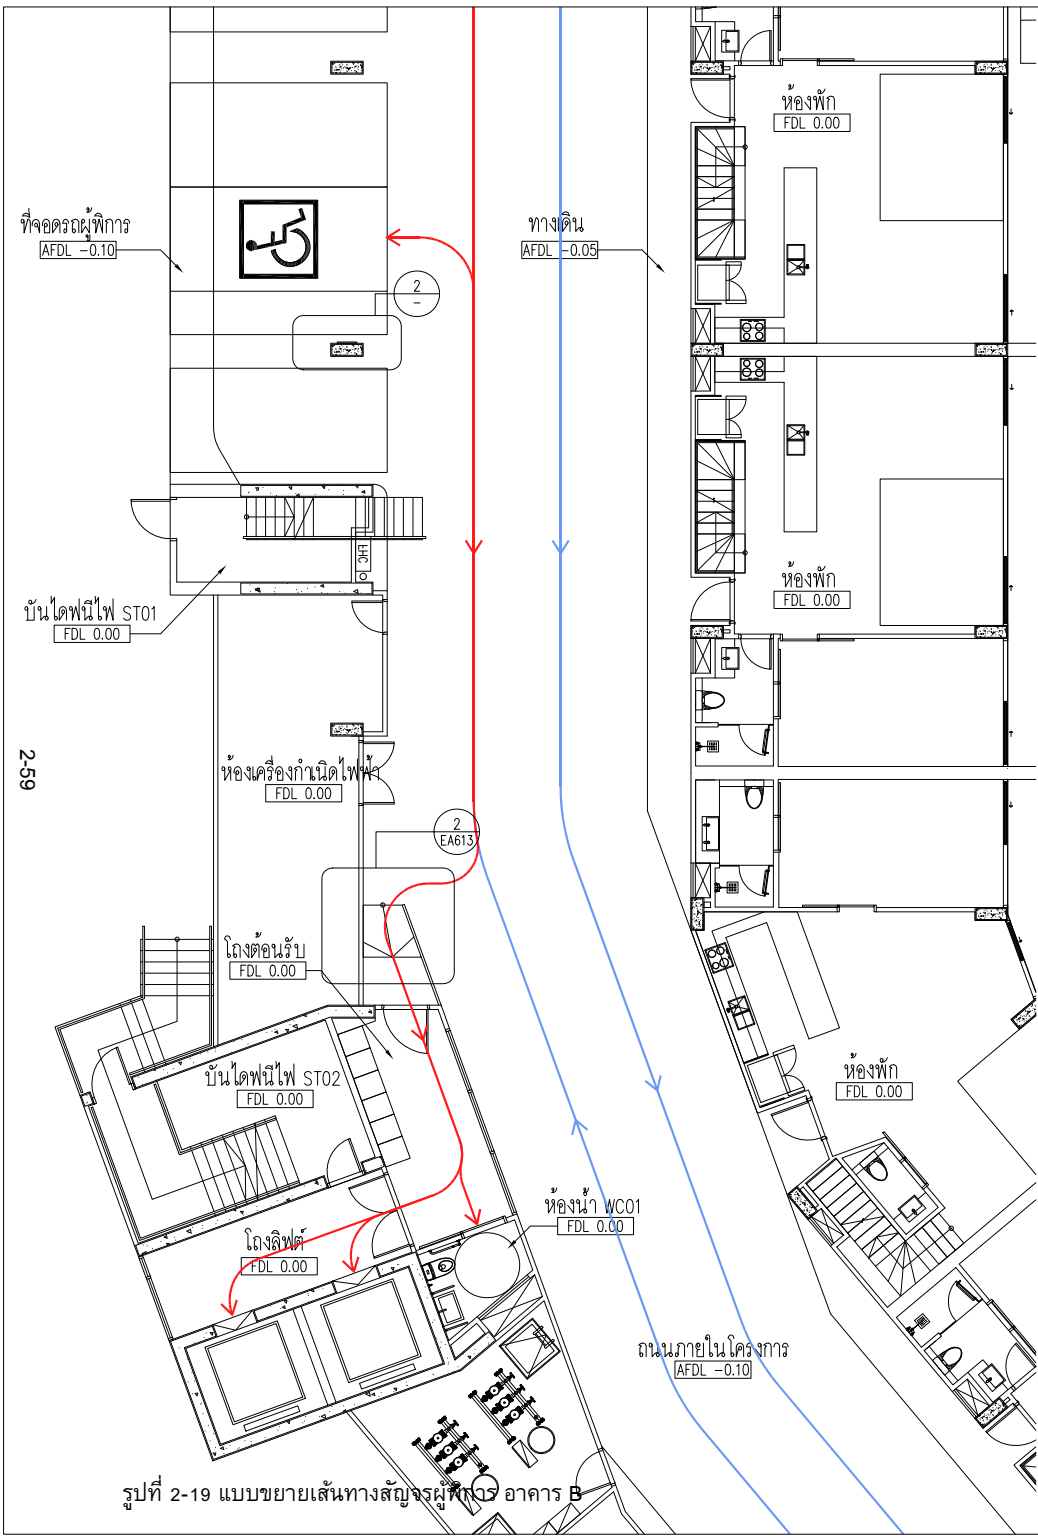 ห้องพัก
FDL 0.00
ที่จอดรถผู้พิการ
AFDL -0.10
ทางเดิน
AFDL -0.05
2
-
EHC
ห้องพัก
FDL 0.00
บันไดหนีไฟ ST01
FDL 0.00
2-59
ห้องเครื่องกำเนิดไฟฟ้า
FDL 0.00
2
EA613
โถงต้อนรับ
FDL 0.00
บันไดหนีไฟ ST02
FDL 0.00
ห้องพัก
FDL 0.00
ห้องน้ำ WC01
FDL 0.00
โถงลิฟต์
FDL 0.00
ถนนภายในโครงการ
AFDL -0.10
รูปที่ 2-19 แบบขยายเส้นทางสัญจรผู้พิการ อาคาร B